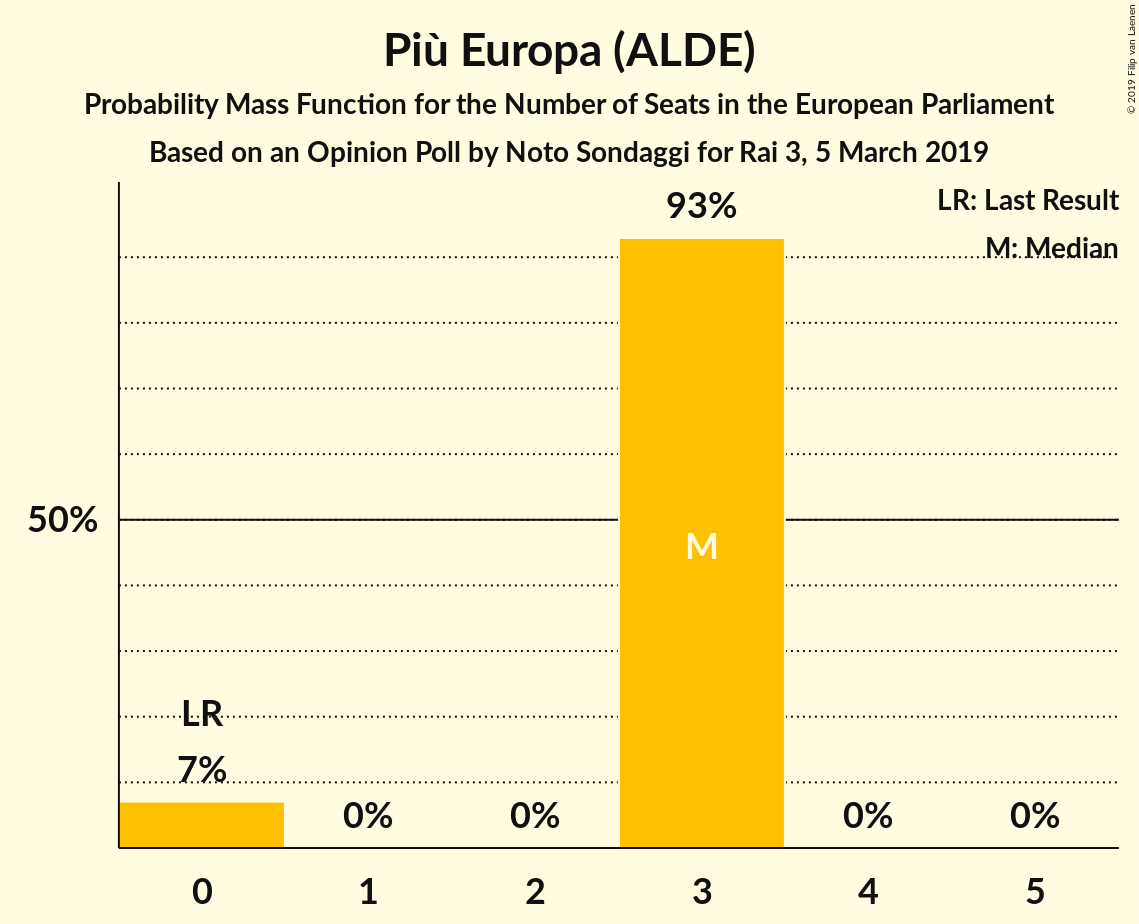 Più Europa (ALDE)
Probability Mass Function for the Number of Seats in the European Parliament
Based on an Opinion Poll by Noto Sondaggi for Rai 3, 5 March 2019
© 2019 Filip van Laenen
LR: Last Result
M: Median
93%
50%
M
LR
7%
0%
0%
0%
0%
0
1
2
3
4
5